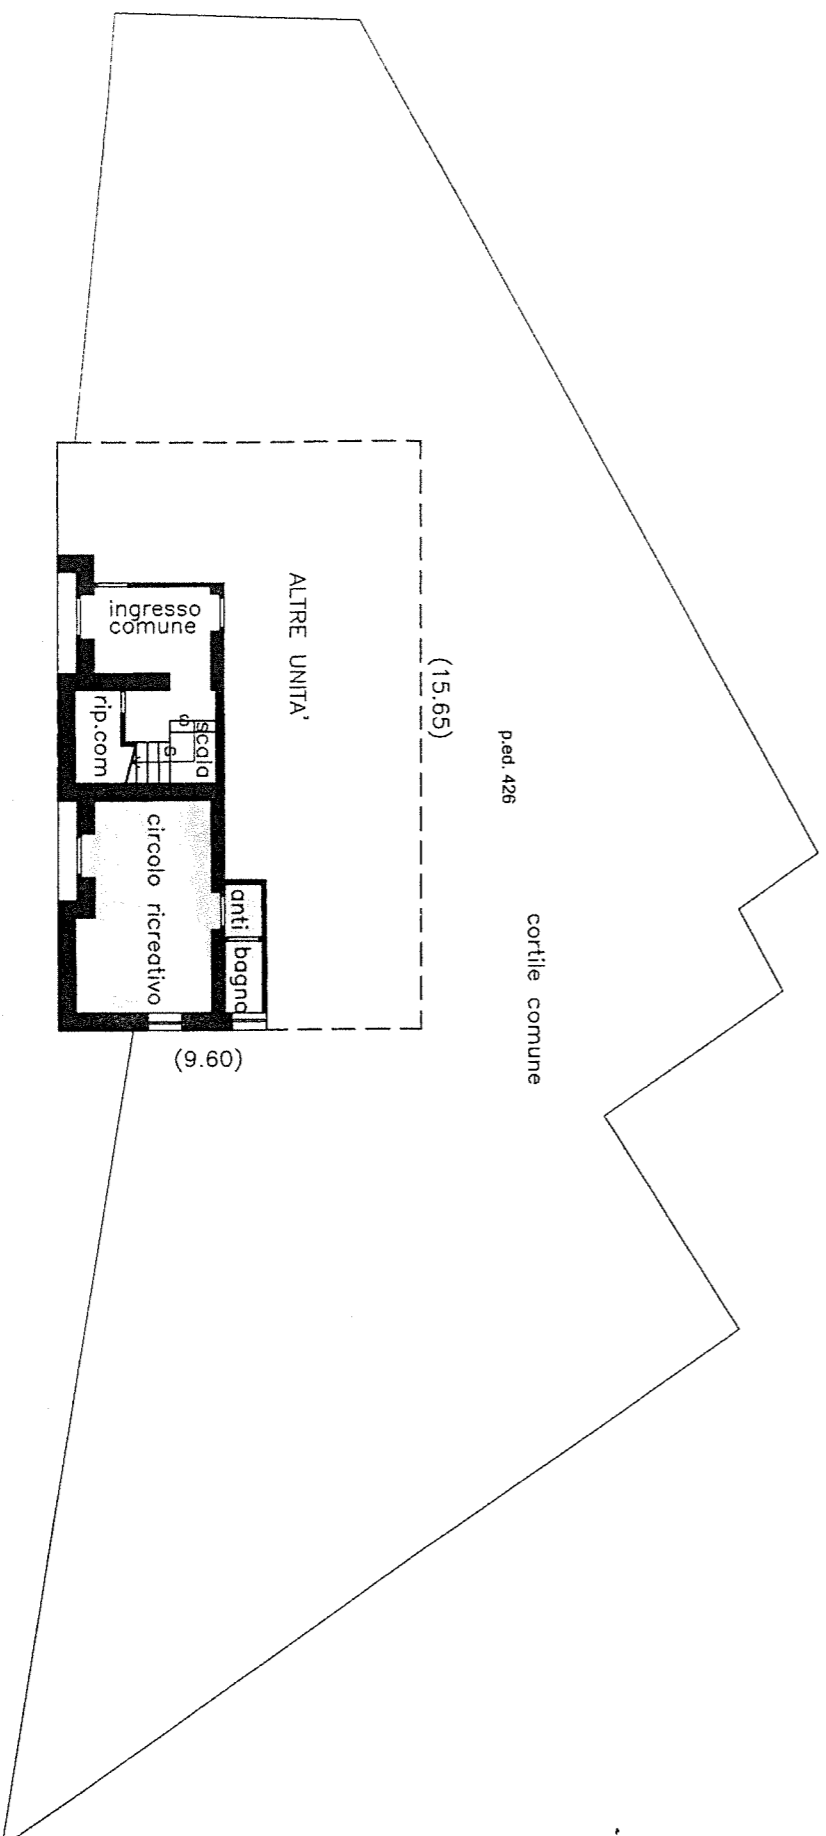 ingresso
comune
ALTRE UNITA'
(15.65)
rip.com
scala
S
S
p.ed. 426
circolo ricreativo
anti
bagno
cortile comune
(9.60)